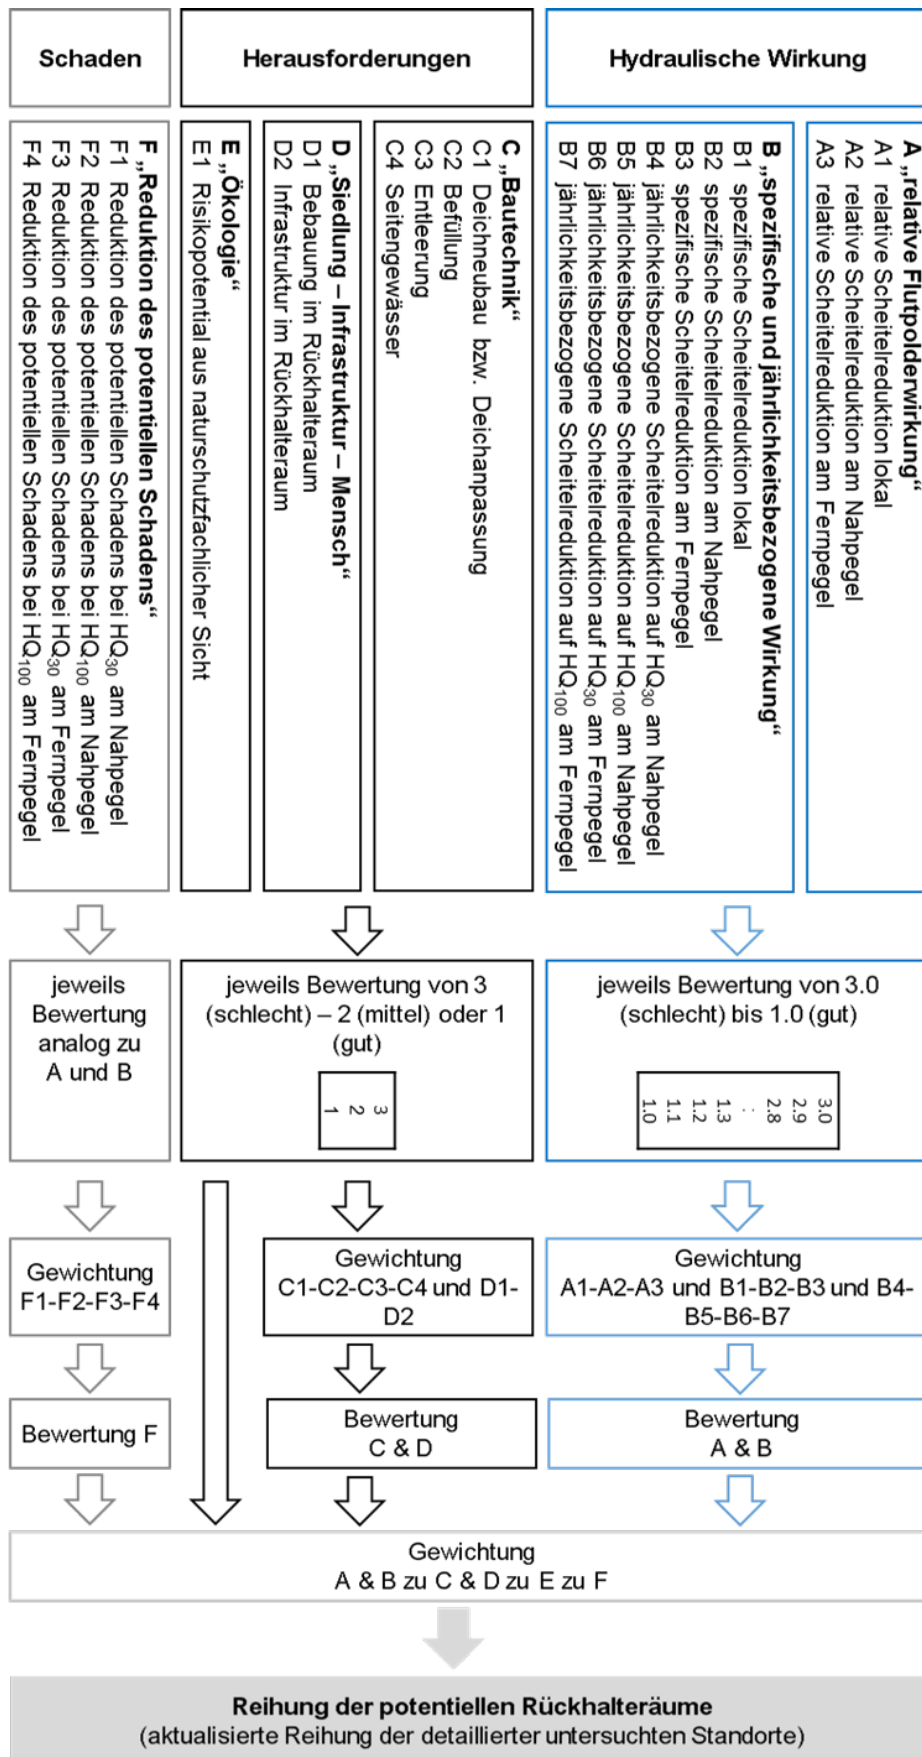 Schaden
Herausforderungen
Hydraulische Wirkung
F „Reduktion des potentiellen Schadens“
F1 Reduktion des potentiellen Schadens bei HQ30 am Nahpegel
F2 Reduktion des potentiellen Schadens bei HQ100 am Nahpegel
F3 Reduktion des potentiellen Schadens bei HQ30 am Fernpegel
F4 Reduktion des potentiellen Schadens bei HQ100 am Fernpegel
E „Ökologie“
E1 Risikopotential aus naturschutzfachlicher Sicht
D „Siedlung – Infrastruktur – Mensch“
D1 Bebauung im Rückhalteraum
D2 Infrastruktur im Rückhalteraum
C „Bautechnik“
C1 Deichneubau bzw. Deichanpassung
C2 Befüllung
C3 Entleerung
C4 Seitengewässer
B „spezifische und jährlichkeitsbezogene Wirkung“
B1 spezifische Scheitelreduktion lokal
B2 spezifische Scheitelreduktion am Nahpegel
B3 spezifische Scheitelreduktion am Fernpegel
B4 jährlichkeitsbezogene Scheitelreduktion auf HQ30 am Nahpegel
B5 jährlichkeitsbezogene Scheitelreduktion auf HQ100 am Nahpegel
B6 jährlichkeitsbezogene Scheitelreduktion auf HQ30 am Fernpegel
B7 jährlichkeitsbezogene Scheitelreduktion auf HQ100 am Fernpegel
A „relative Flutpolderwirkung“
A1 relative Scheitelreduktion lokal
A2 relative Scheitelreduktion am Nahpegel
A3 relative Scheitelreduktion am Fernpegel
jeweils
Bewertung
analog zu
A und B
jeweils Bewertung von 3
(schlecht) – 2 (mittel) oder 1
(gut)
3
2
1
jeweils Bewertung von 3.0
(schlecht) bis 1.0 (gut)
3.0
2.9
2.8
:
1.3
1.2
1.1
1.0
Gewichtung
F1-F2-F3-F4
Gewichtung
C1-C2-C3-C4 und D1-
D2
Gewichtung
A1-A2-A3 und B1-B2-B3 und B4-
B5-B6-B7
Bewertung F
Bewertung
C & D
Bewertung
A & B
Gewichtung
A & B zu C & D zu E zu F
Reihung der potentiellen Rückhalteräume
(aktualisierte Reihung der detaillierter untersuchten Standorte)